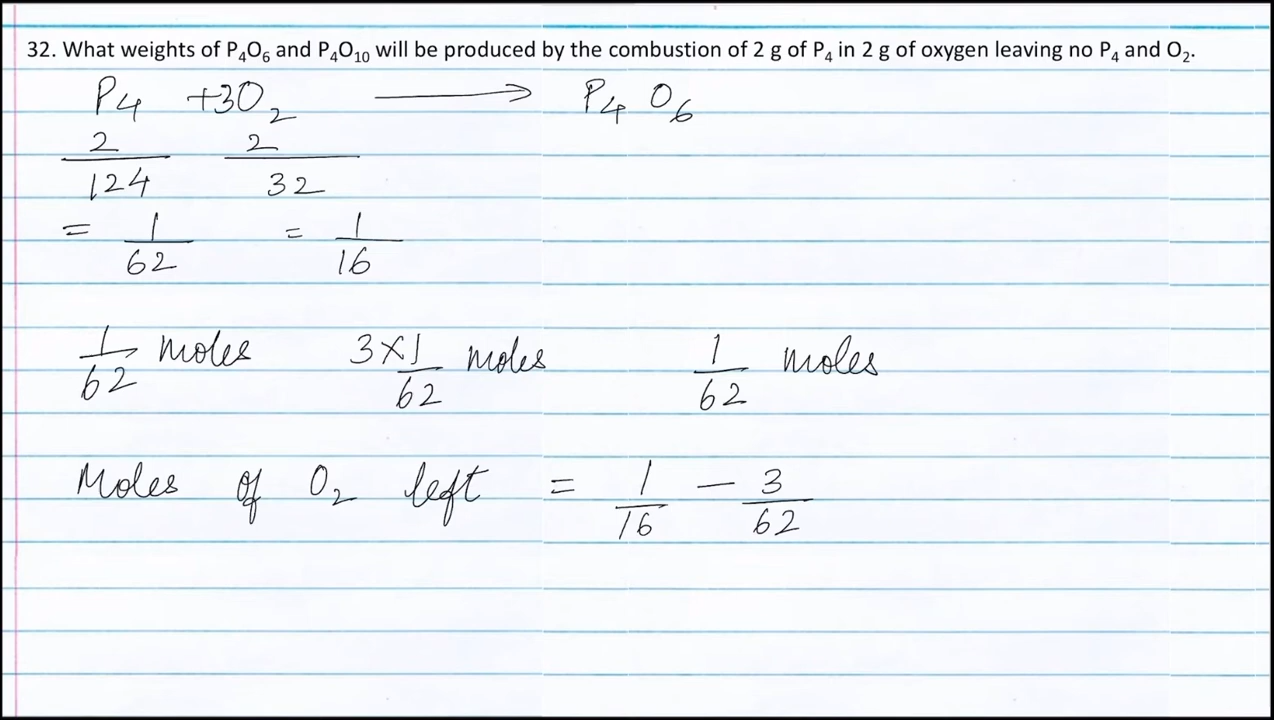 32. What weights of P₄O₆ and P₄O₁₀ will be produced by the combustion of 2 g of P₄ in 2 g of oxygen leaving no P₄ and O₂.
P₄ + 3O₂ ⟶ P₄O₆
2/124 2/32
= 1/62 = 1/16
1/62 moles 3×1/62 moles 1/62 moles
Moles of O₂ left = 1/16 − 3/62